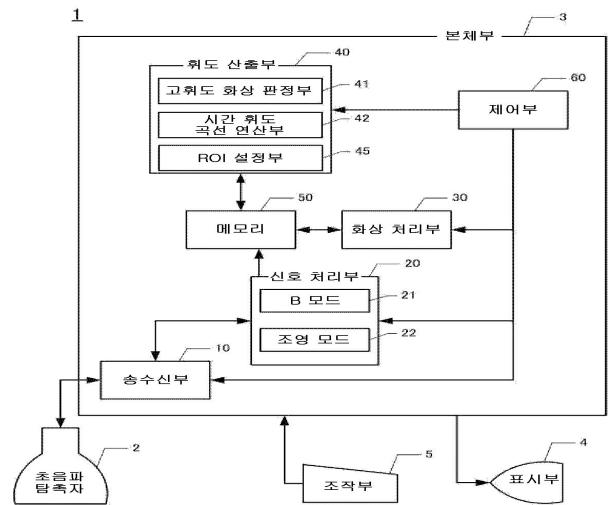 1
3
본체부
휘도 산출부
40
고휘도 화상 판정부
41
60
제어부
시간 휘도
곡선 연산부
42
ROI 설정부
45
50
메모리
30
화상 처리부
신호 처리부
20
B 모드
21
조영 모드
22
10
송수신부
2
초음파
탐촉자
5
조작부
4
표시부